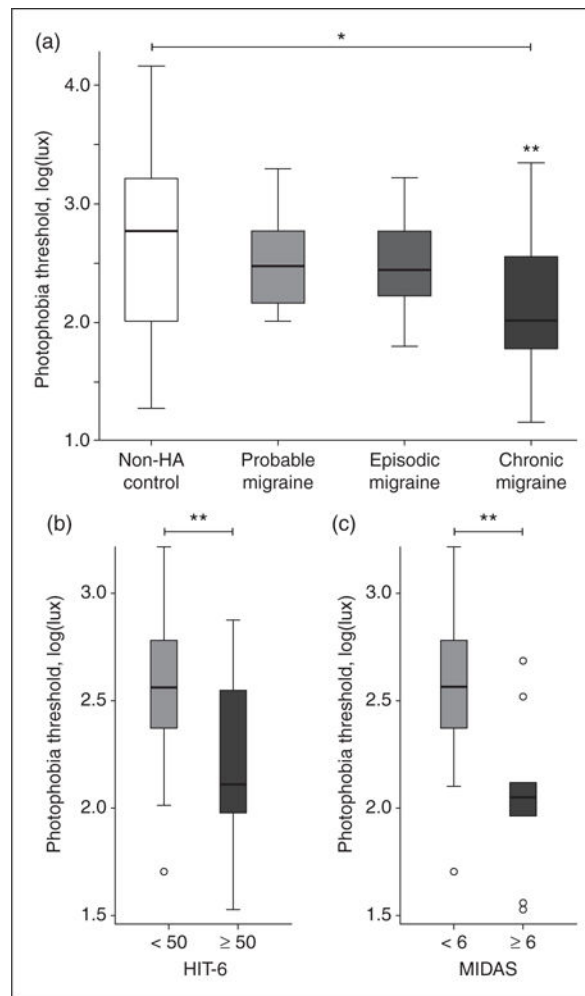 (a)
*
**
Photophobia threshold, log(lux)
4.0
3.0
2.0
1.0
Non-HA control
Probable migraine
Episodic migraine
Chronic migraine
(b)
**
Photophobia threshold, log(lux)
3.0
2.5
2.0
1.5
< 50
≥ 50
HIT-6
(c)
**
Photophobia threshold, log(lux)
3.0
2.5
2.0
1.5
< 6
≥ 6
MIDAS